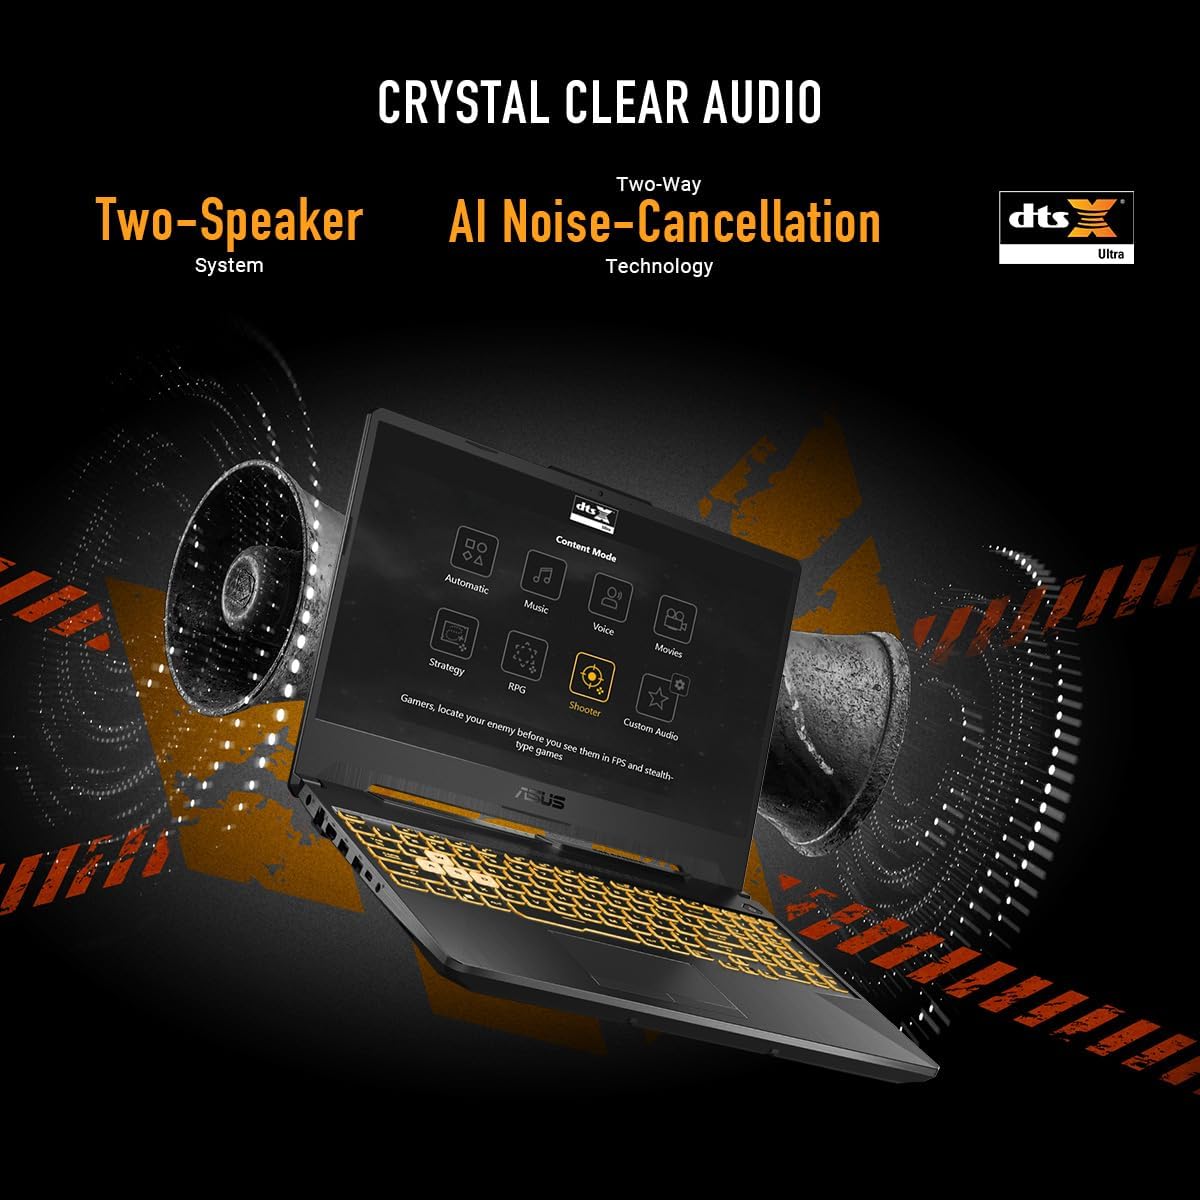 CRYSTAL CLEAR AUDIO
Two-Speaker
System
Two-Way
AI Noise-Cancellation
Technology
dts X®
Ultra
dts X
Content Mode
Automatic
Music
Voice
Movies
Strategy
RPG
Shooter
Custom Audio
Gamers, locate your enemy before you see them in FPS and stealth-
type games
ASUS